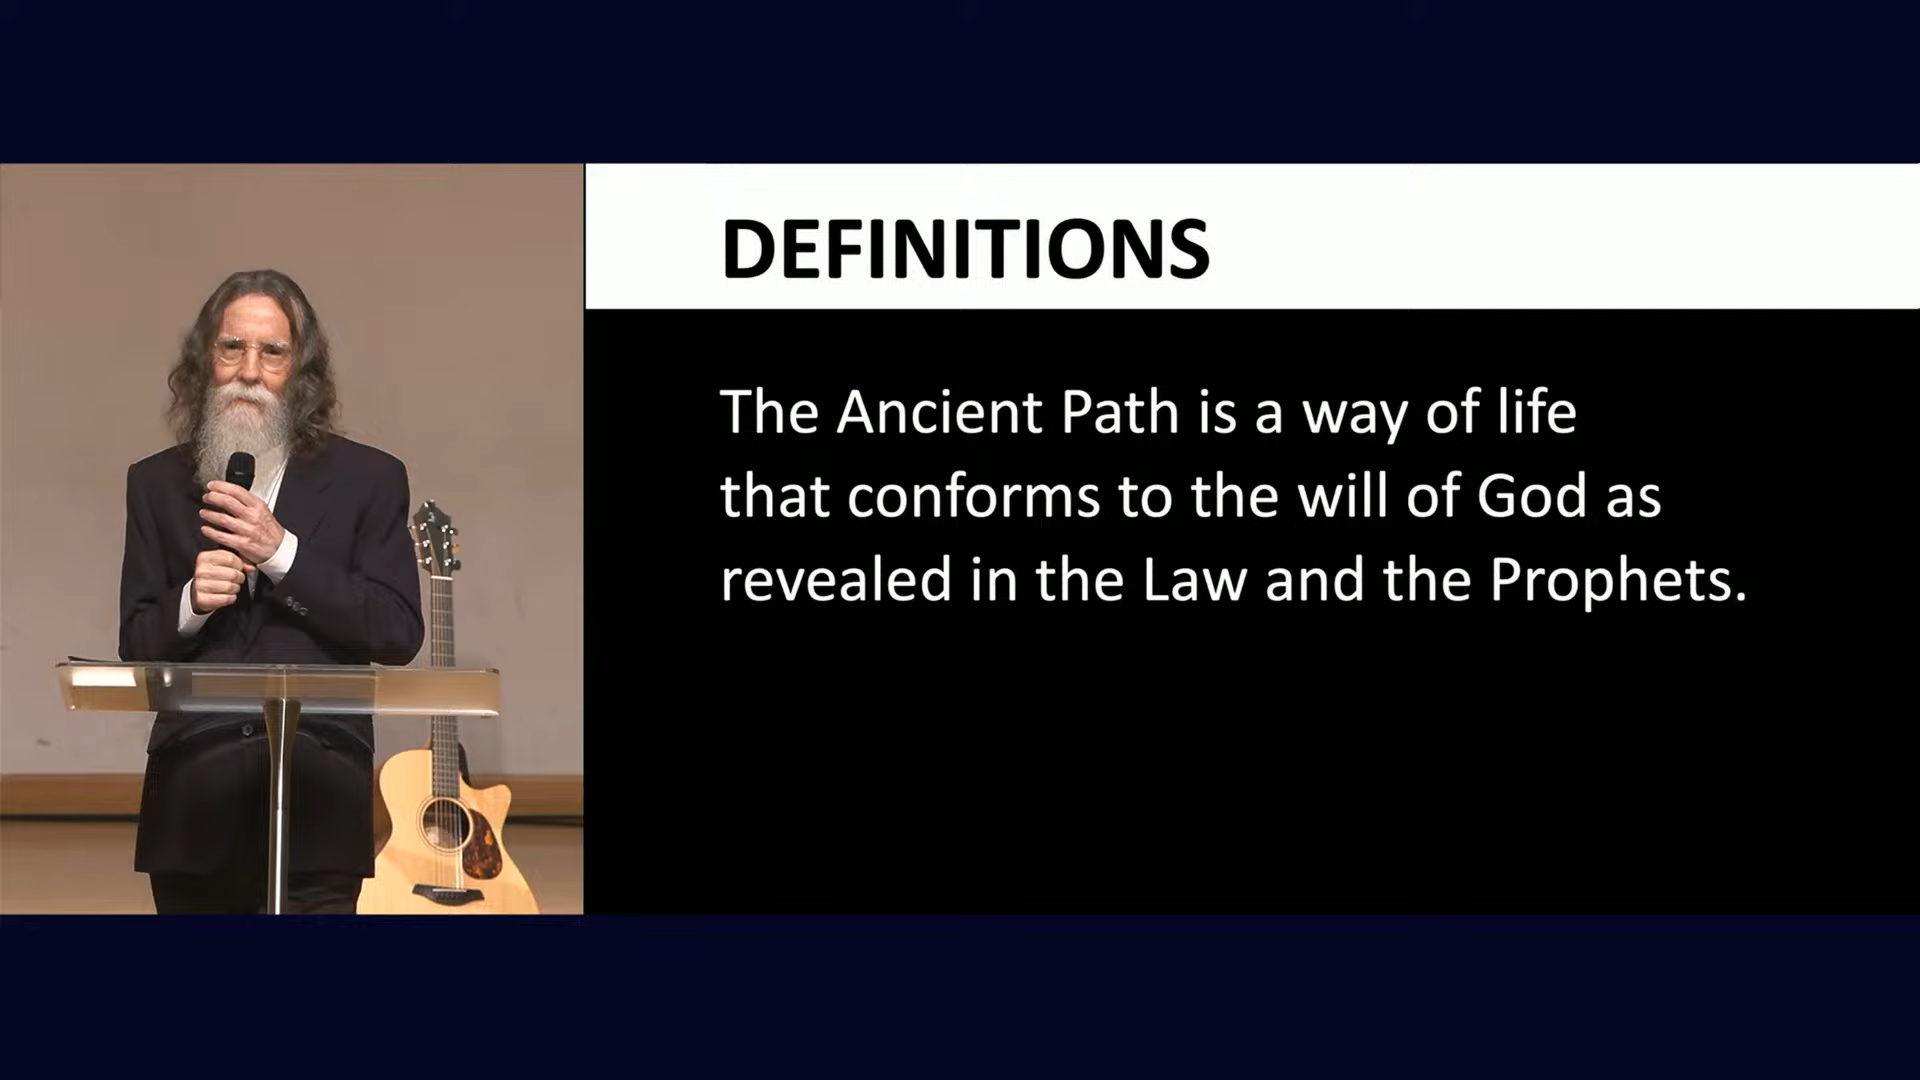 DEFINITIONS
The Ancient Path is a way of life
that conforms to the will of God as
revealed in the Law and the Prophets.